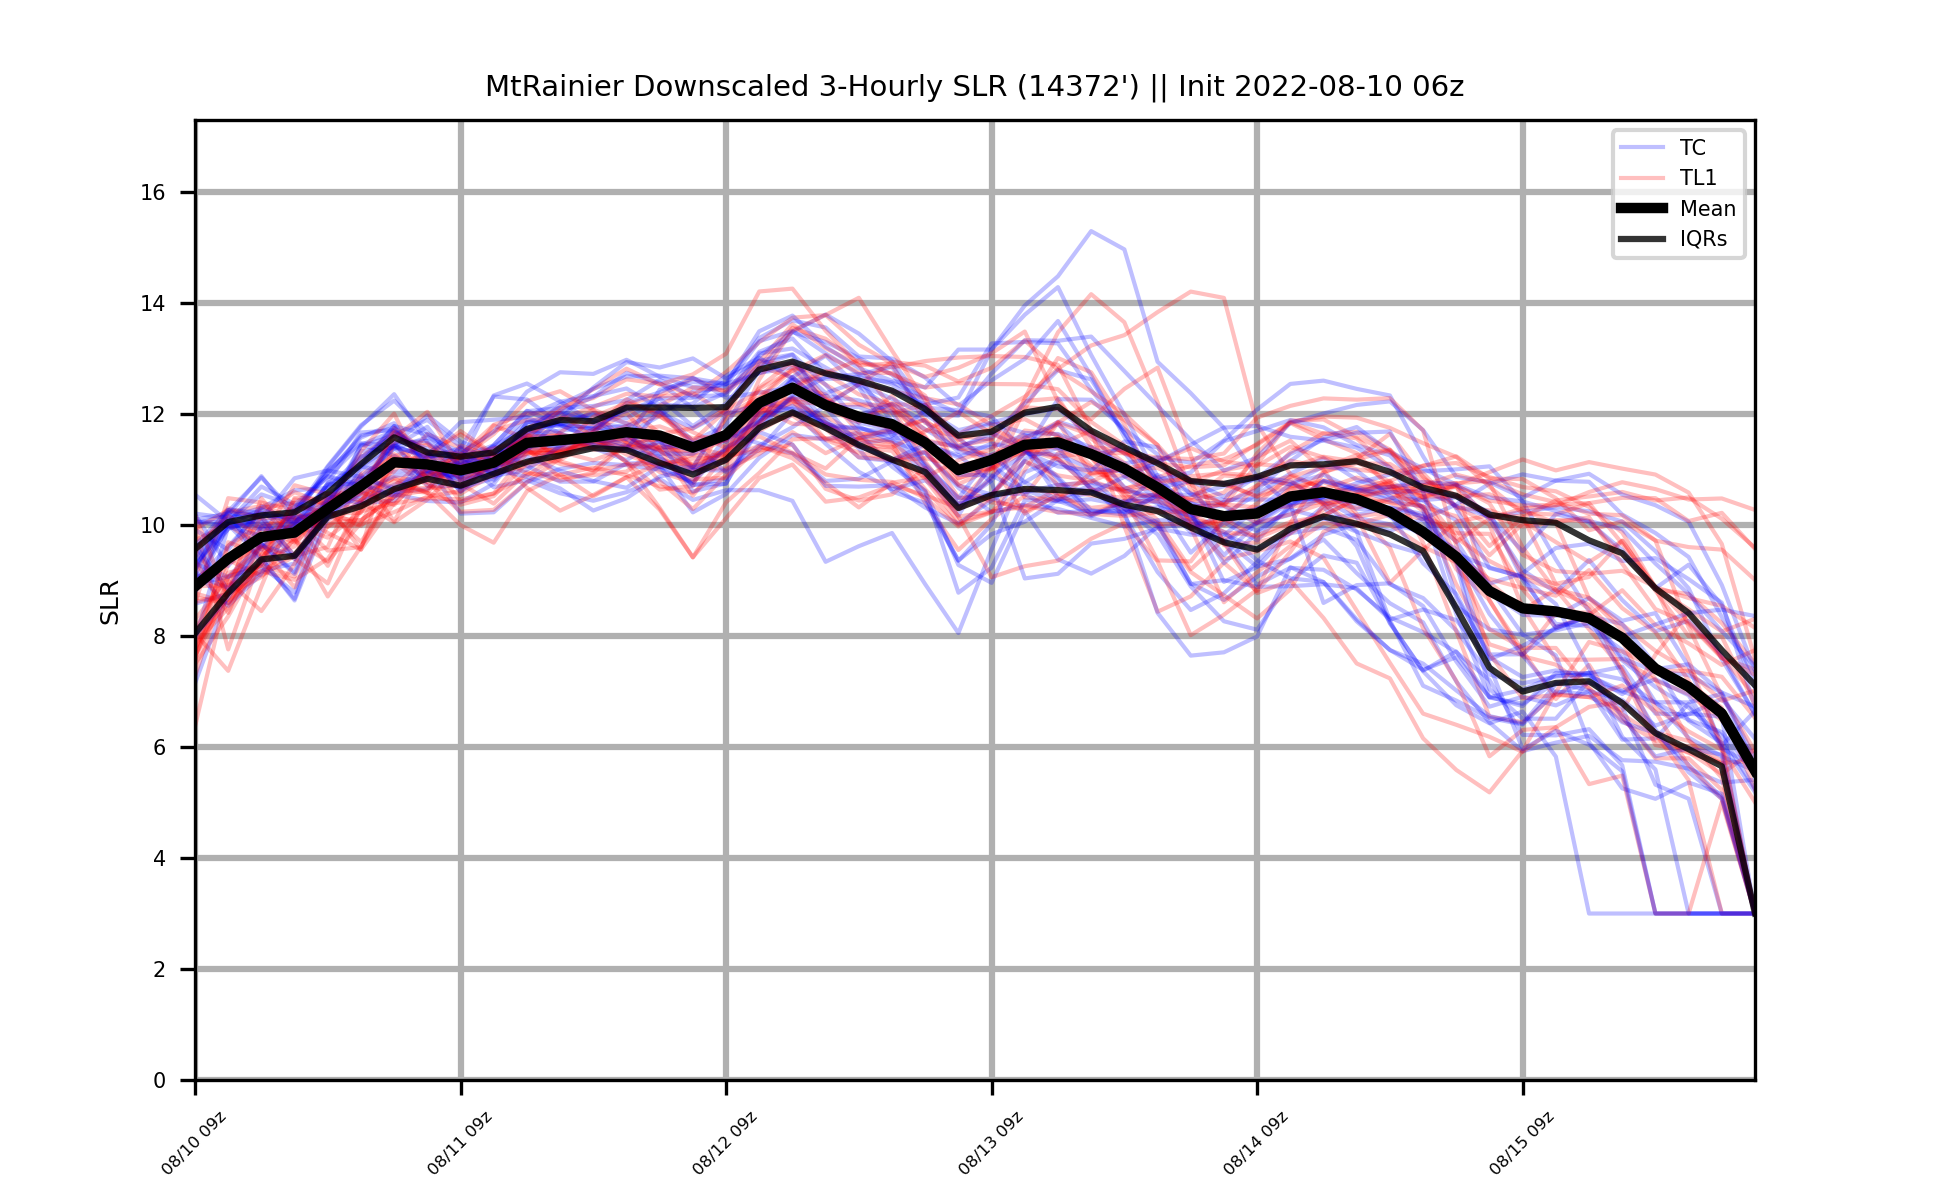 MtRainier Downscaled 3-Hourly SLR (14372') || Init 2022-08-10 06z
TC
TL1
Mean
IQRs
SLR
16
14
12
10
8
6
4
2
0
08/10 09z
08/11 09z
08/12 09z
08/13 09z
08/14 09z
08/15 09z